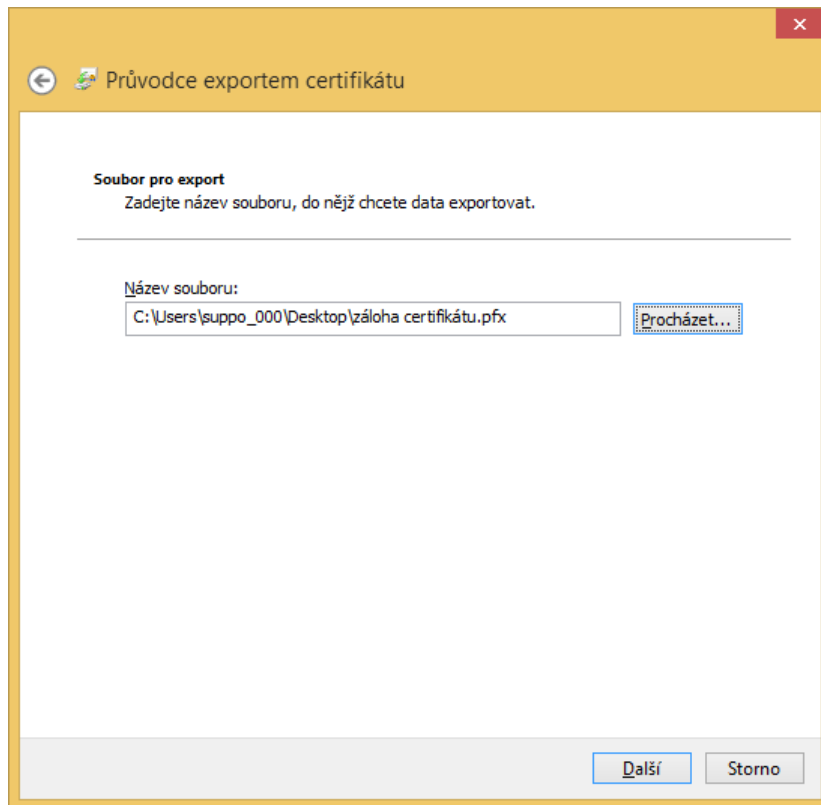 Průvodce exportem certifikátu
Soubor pro export
Zadejte název souboru, do nějž chcete data exportovat.
Název souboru:
C:\Users\suppo_000\Desktop\záloha certifikátu.pfx
Procházet...
Další
Storno